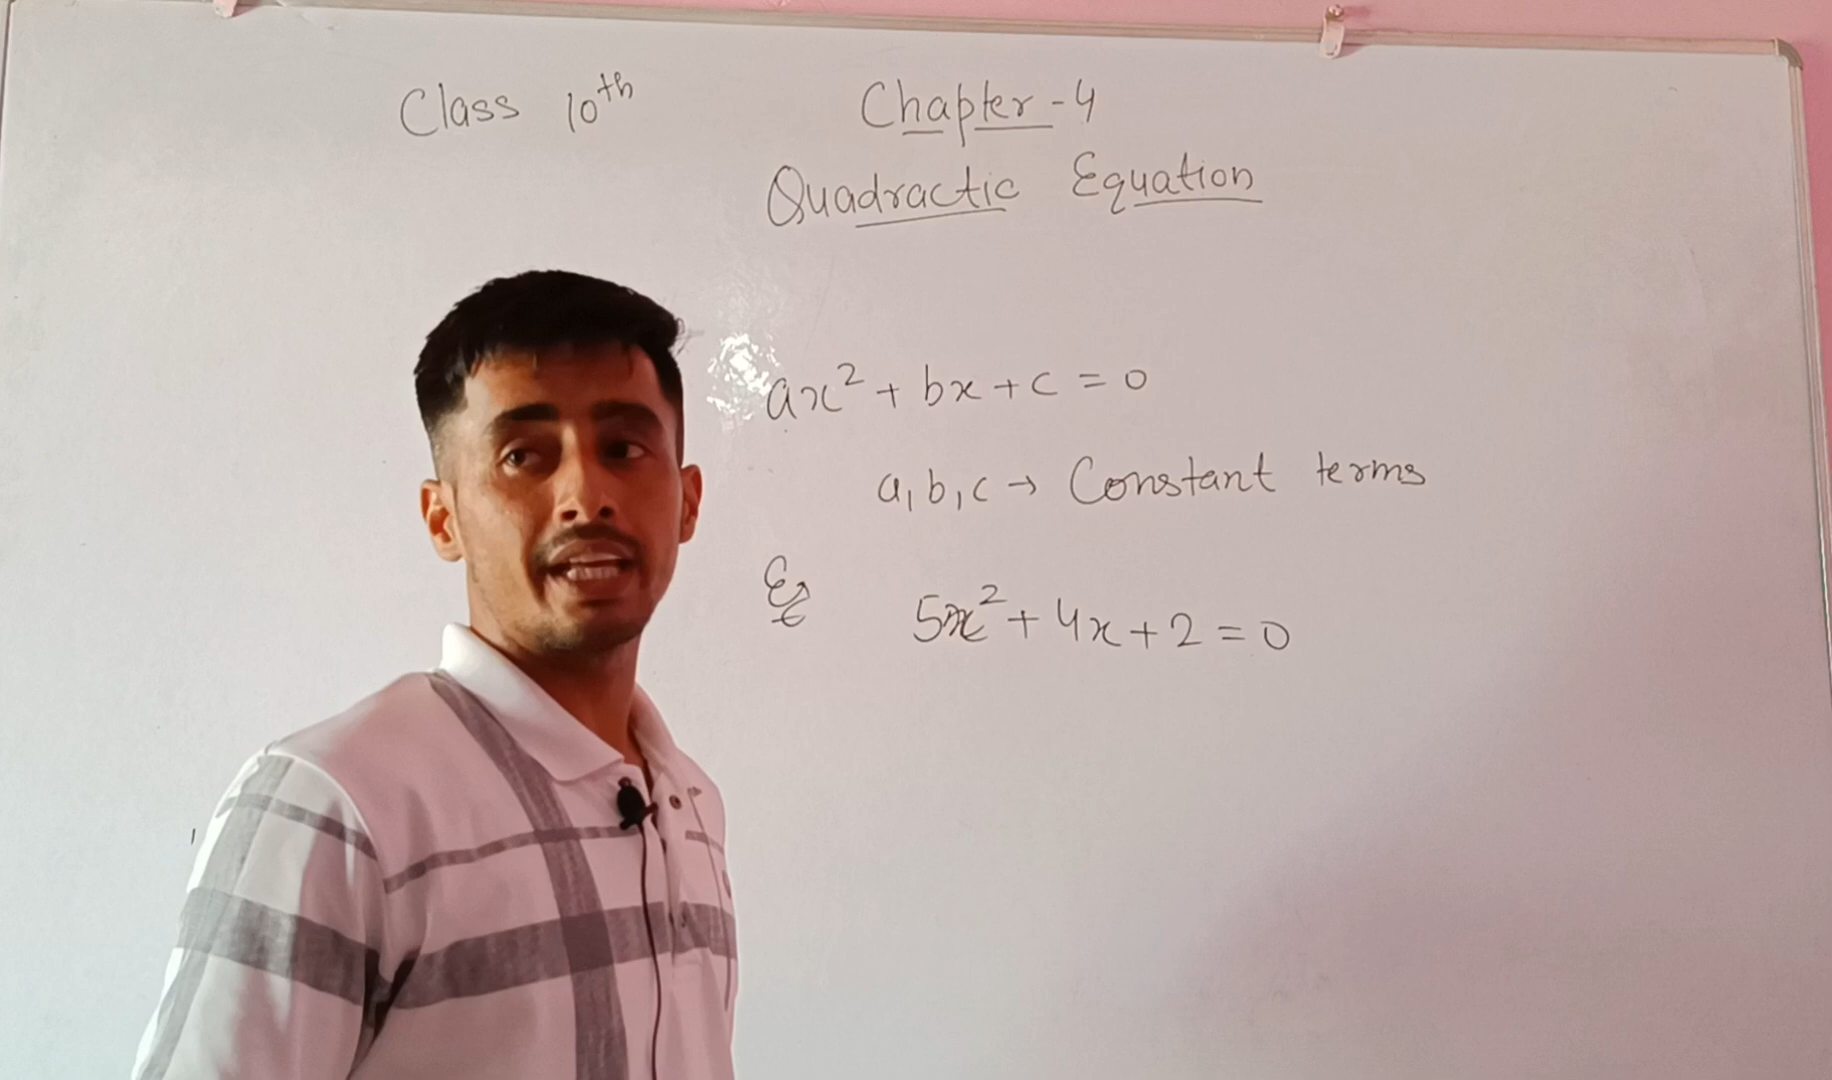 Class 10th
Chapter-4
Quadractic Equation
ax² + bx + c = 0
a, b, c → Constant terms
Eg
5x² + 4x + 2 = 0